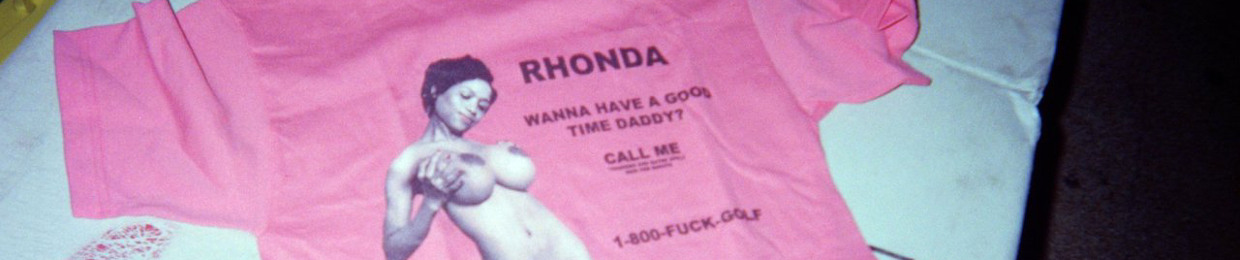 RHONDA
WANNA HAVE A GOOD
TIME DADDY?
CALL ME
1-800-FUCK-GOLF